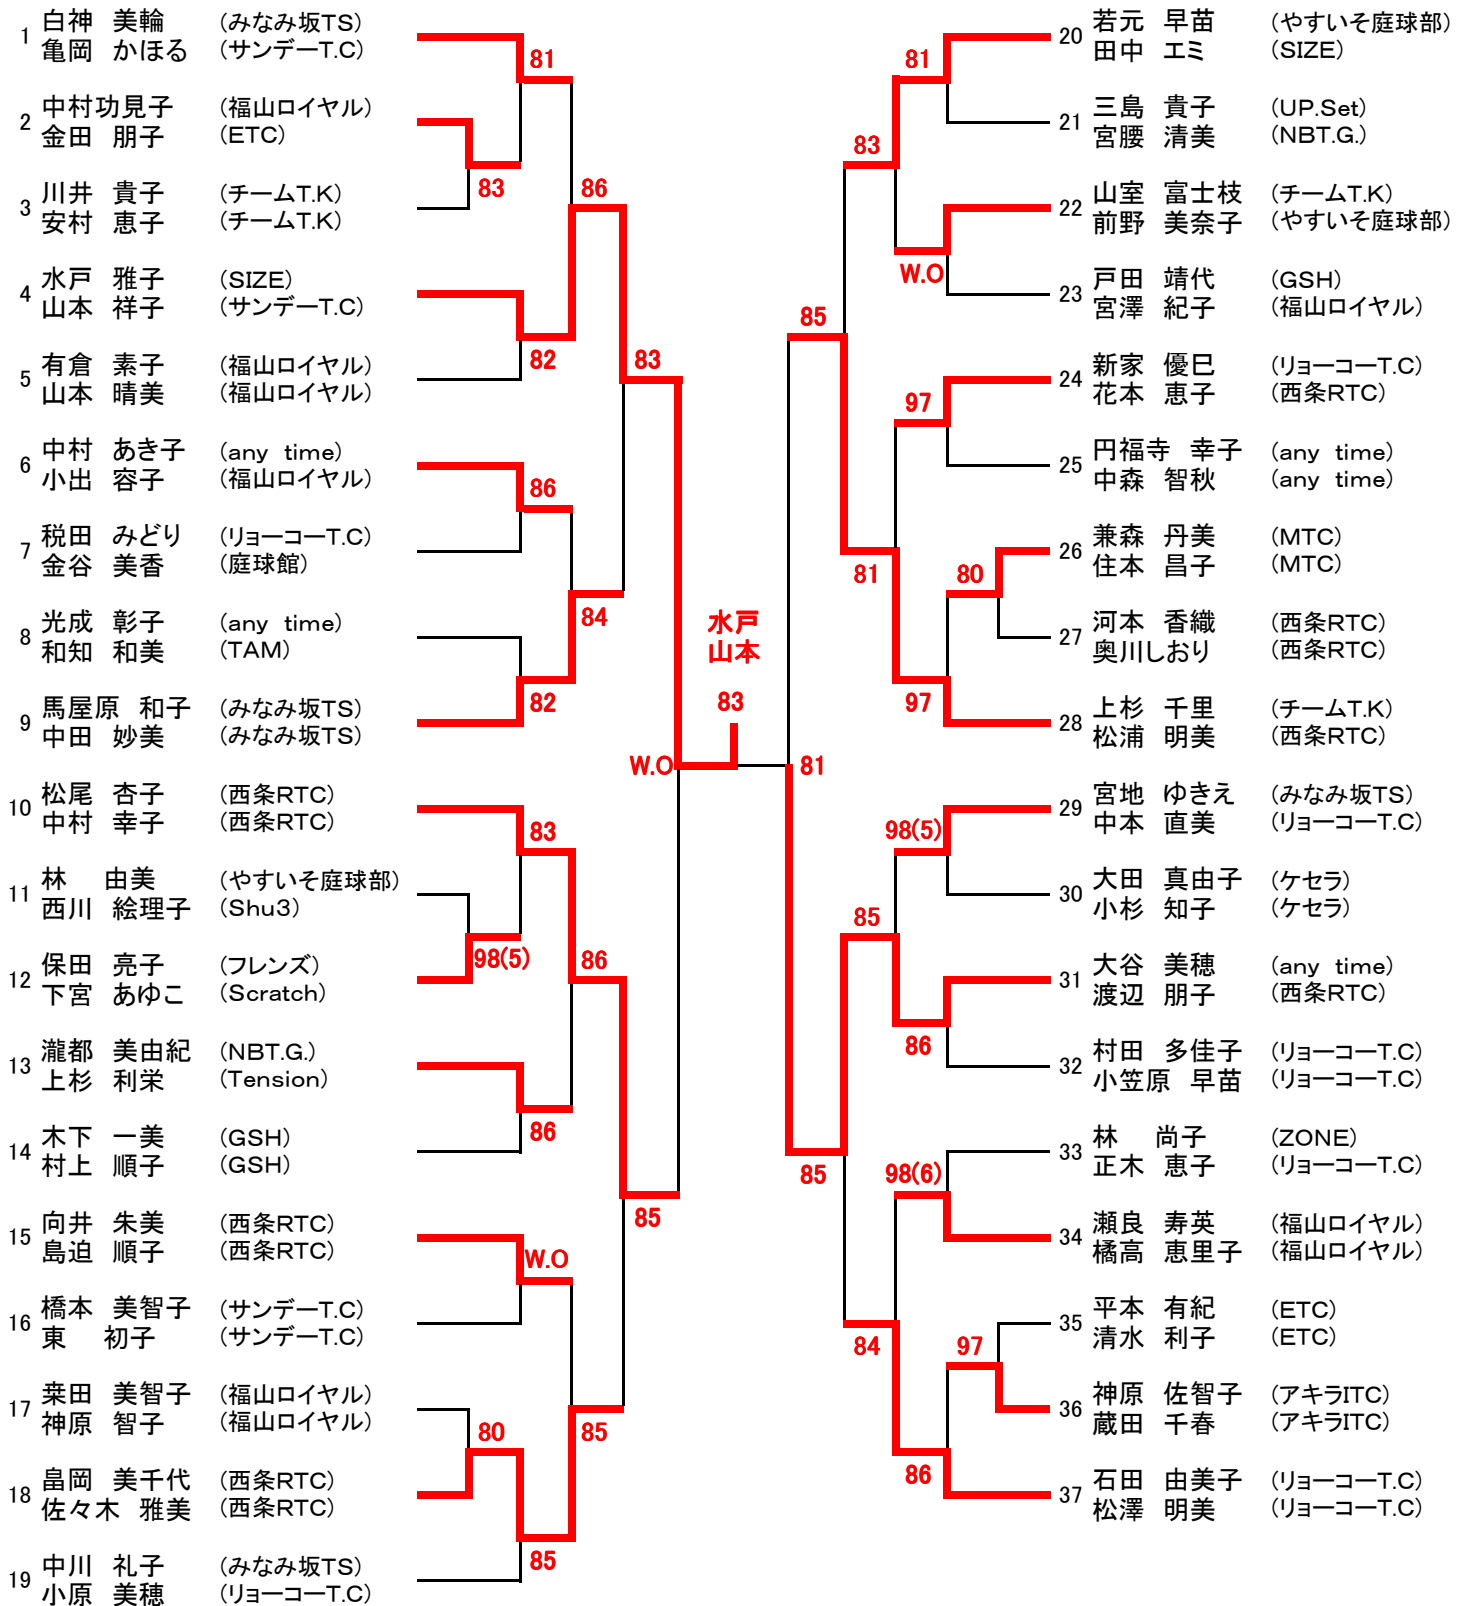 1 白神 美輪 (みなみ坂TS)
亀岡 かほる (サンデーT.C)
2 中村功見子 (福山ロイヤル)
金田 朋子 (ETC)
3 川井 貴子 (チームT.K)
安村 恵子 (チームT.K)
4 水戸 雅子 (SIZE)
山本 祥子 (サンデーT.C)
5 有倉 素子 (福山ロイヤル)
山本 晴美 (福山ロイヤル)
6 中村 あき子 (any time)
小出 容子 (福山ロイヤル)
7 税田 みどり (リョーコーT.C)
金谷 美香 (庭球館)
8 光成 彰子 (any time)
和知 和美 (TAM)
9 馬屋原 和子 (みなみ坂TS)
中田 妙美 (みなみ坂TS)
10 松尾 杏子 (西条RTC)
中村 幸子 (西条RTC)
11 林 由美 (やすいそ庭球部)
西川 絵理子 (Shu3)
12 保田 亮子 (フレンズ)
下宮 あゆこ (Scratch)
13 瀧都 美由紀 (NBT.G.)
上杉 利栄 (Tension)
14 木下 一美 (GSH)
村上 順子 (GSH)
15 向井 朱美 (西条RTC)
島迫 順子 (西条RTC)
16 橋本 美智子 (サンデーT.C)
東 初子 (サンデーT.C)
17 桒田 美智子 (福山ロイヤル)
神原 智子 (福山ロイヤル)
18 畠岡 美千代 (西条RTC)
佐々木 雅美 (西条RTC)
19 中川 礼子 (みなみ坂TS)
小原 美穂 (リョーコーT.C)
81
83
86
82
83
86
84
82
W.O
83
98(5)
86
86
85
W.O
80
85
85
水戸
山本
83
81
83
W.O
85
97
81
80
97
81
98(5)
85
86
85
98(6)
84
97
86
20 若元 早苗 (やすいそ庭球部)
田中 エミ (SIZE)
21 三島 貴子 (UP.Set)
宮腰 清美 (NBT.G.)
22 山室 富士枝 (チームT.K)
前野 美奈子 (やすいそ庭球部)
23 戸田 靖代 (GSH)
宮澤 紀子 (福山ロイヤル)
24 新家 優巳 (リョーコーT.C)
花本 恵子 (西条RTC)
25 円福寺 幸子 (any time)
中森 智秋 (any time)
26 兼森 丹美 (MTC)
住本 昌子 (MTC)
27 河本 香織 (西条RTC)
奥川しおり (西条RTC)
28 上杉 千里 (チームT.K)
松浦 明美 (西条RTC)
29 宮地 ゆきえ (みなみ坂TS)
中本 直美 (リョーコーT.C)
30 大田 真由子 (ケセラ)
小杉 知子 (ケセラ)
31 大谷 美穂 (any time)
渡辺 朋子 (西条RTC)
32 村田 多佳子 (リョーコーT.C)
小笠原 早苗 (リョーコーT.C)
33 林 尚子 (ZONE)
正木 恵子 (リョーコーT.C)
34 瀬良 寿英 (福山ロイヤル)
橘高 恵里子 (福山ロイヤル)
35 平本 有紀 (ETC)
清水 利子 (ETC)
36 神原 佐智子 (アキラITC)
蔵田 千春 (アキラITC)
37 石田 由美子 (リョーコーT.C)
松澤 明美 (リョーコーT.C)